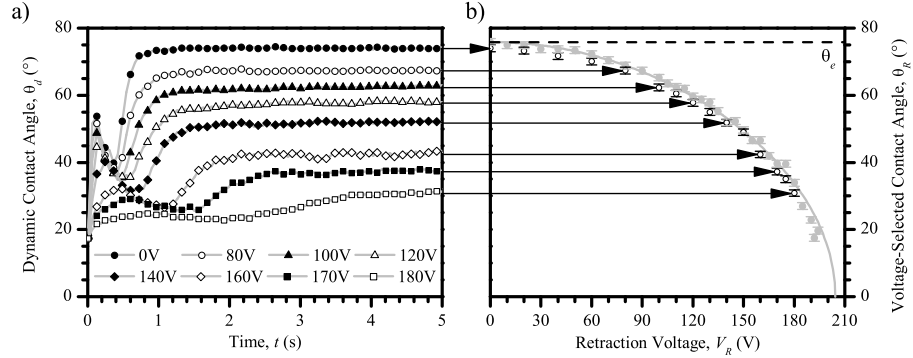 a)
b)
80
60
40
20
0
Dynamic Contact Angle, θd (°)
0V
80V
100V
120V
140V
160V
170V
180V
0
1
2
3
4
5
Time, t (s)
θe
0
30
60
90
120
150
180
210
Retraction Voltage, VR (V)
80
60
40
20
0
Voltage-Selected Contact Angle, θR (°)